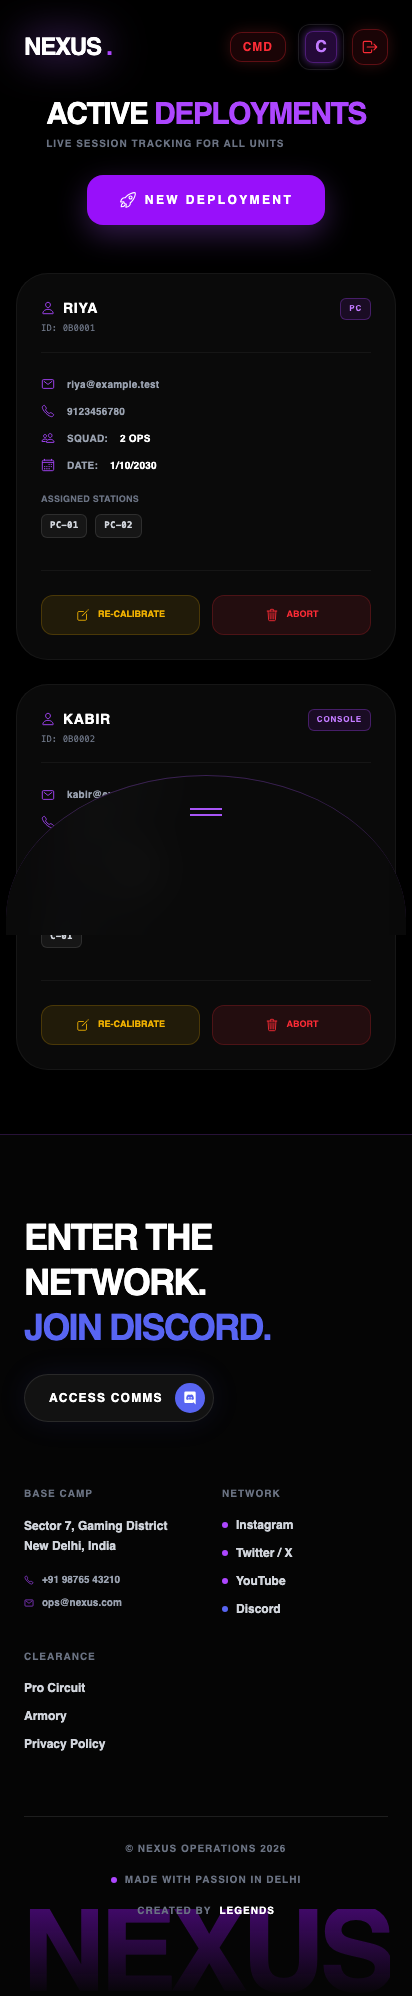 NEXUS.
CMD
C
ACTIVE DEPLOYMENTS
LIVE SESSION TRACKING FOR ALL UNITS
NEW DEPLOYMENT
RIYA
PC
ID: 0B0001
riya@example.test
9123456780
SQUAD: 2 OPS
DATE: 1/10/2030
ASSIGNED STATIONS
PC-01 PC-02
RE-CALIBRATE ABORT
KABIR
CONSOLE
ID: 0B0002
RE-CALIBRATE ABORT
ENTER THE
NETWORK.
JOIN DISCORD.
ACCESS COMMS
BASE CAMP
Sector 7, Gaming District
New Delhi, India
+91 98765 43210
ops@nexus.com
NETWORK
Instagram
Twitter / X
YouTube
Discord
CLEARANCE
Pro Circuit
Armory
Privacy Policy
© NEXUS OPERATIONS 2026
MADE WITH PASSION IN DELHI
CREATED BY LEGENDS
NEXUS